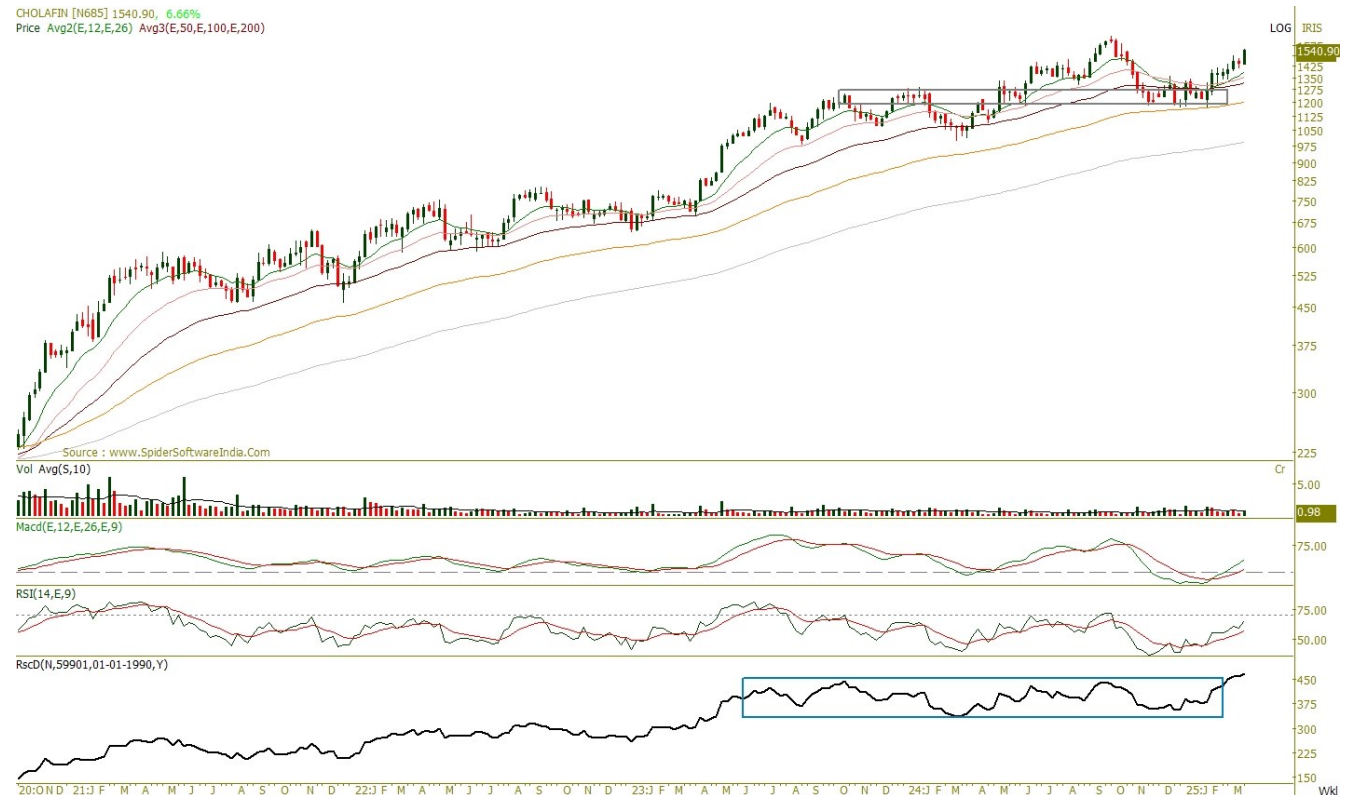 CHOLAFIN [N685] 1540.90, 6.66%
Price Avg2(E,12,E,26) Avg3(E,50,E,100,E,200)
LOG IRIS
1540.90
1425
1350
1275
1200
1125
1050
975
900
825
750
675
600
525
450
375
300
225
Source : www.SpiderSoftwareIndia.Com
Vol Avg(S,10)
Cr
5.00
0.98
Macd(E,12,E,26,E,9)
75.00
RSI(14,E,9)
75.00
50.00
RscD(N,59901,01-01-1990,Y)
450
375
300
225
150
20:O N D 21:J F M A M J J A S O N D 22:J F M A M J J A S O N D 23:J F M A M J J A S O N D 24:J F M A M J J A S O N D 25:J F M Wkl